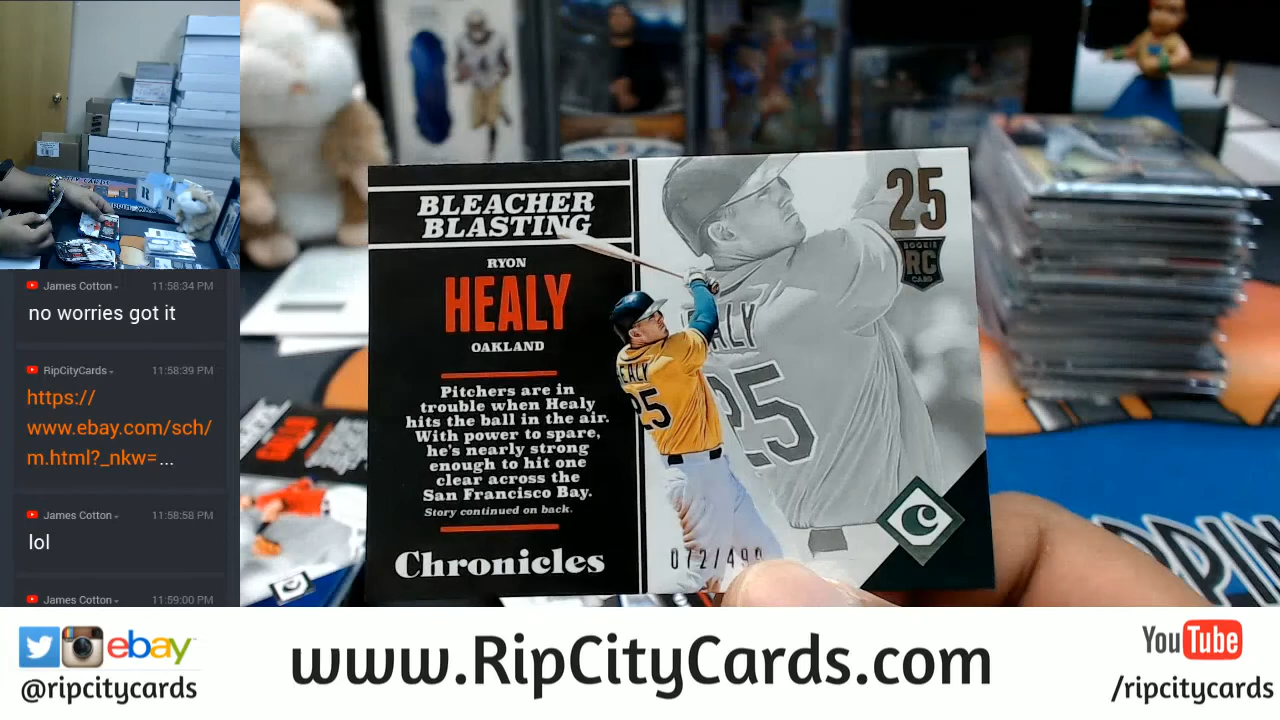 James Cotton
11:58:34 PM
no worries got it
RipCityCards
11:58:39 PM
https://
www.ebay.com/sch/
m.html?_nkw=...
James Cotton
11:58:58 PM
lol
James Cotton
11:59:00 PM
BLEACHER
BLASTING
RYON
HEALY
OAKLAND
Pitchers are in
trouble when Healy
hits the ball in the air.
With power to spare,
he's nearly strong
enough to hit one
clear across the
San Francisco Bay.
Story continued on back.
Chronicles
25
ROOKIE
RC
CARD
HEALY
25
C
072/499
PPIN
ebay
@ripcitycards
www.RipCityCards.com
YouTube
/ripcitycards